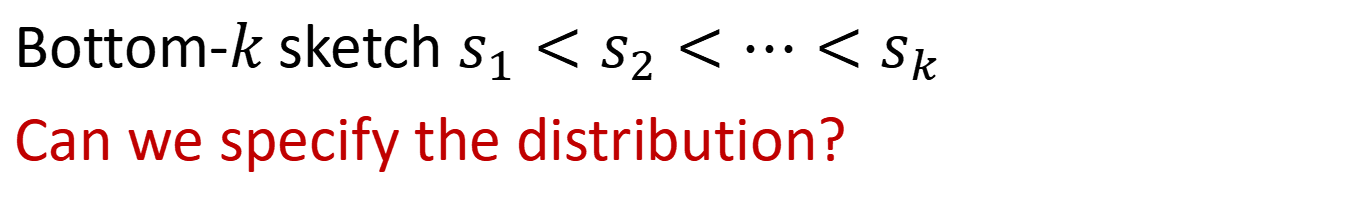 Bottom-𝑘 sketch 𝑠₁ < 𝑠₂ < ⋯ < 𝑠ₖ
Can we specify the distribution?